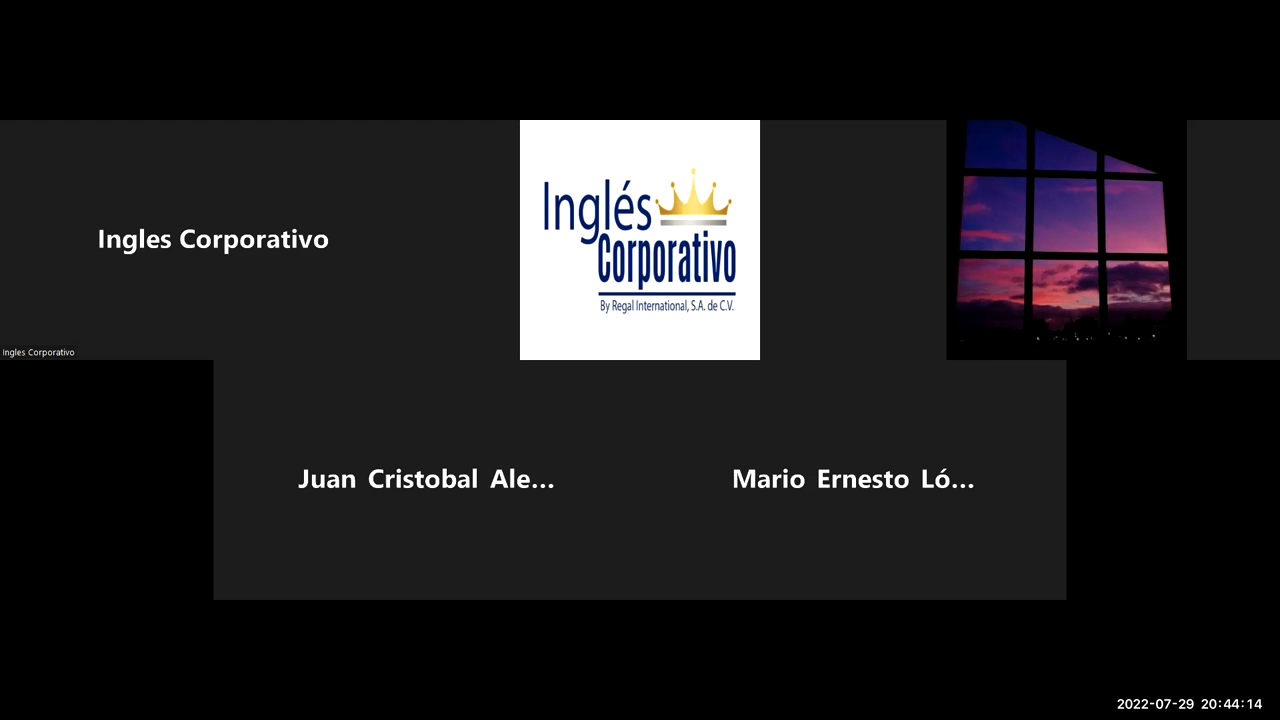 Ingles Corporativo
Inglés
Corporativo
By Regal International, S.A. de C.V.
Ingles Corporativo
Juan Cristobal Ale...
Mario Ernesto Ló...
2022-07-29 20:44:14